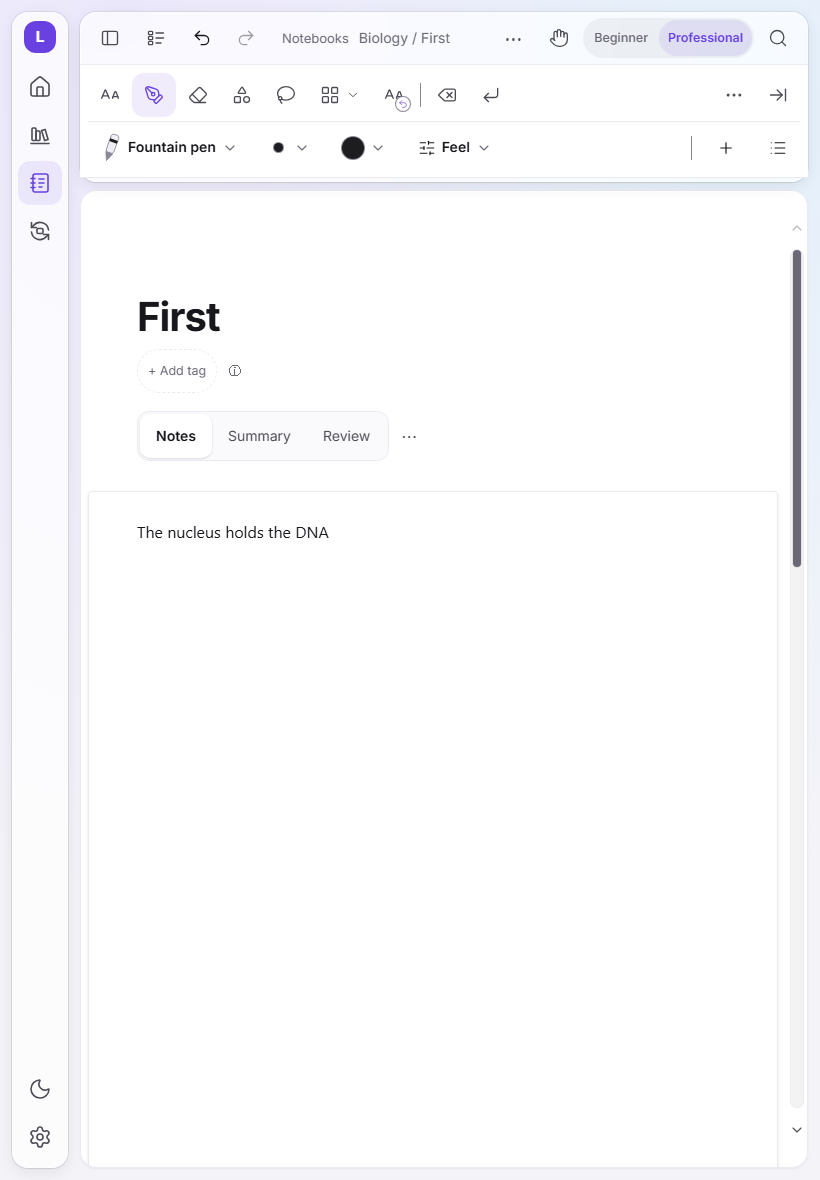 L
Notebooks Biology / First
Beginner Professional
Fountain pen
Feel
First
+ Add tag
Notes Summary Review
The nucleus holds the DNA